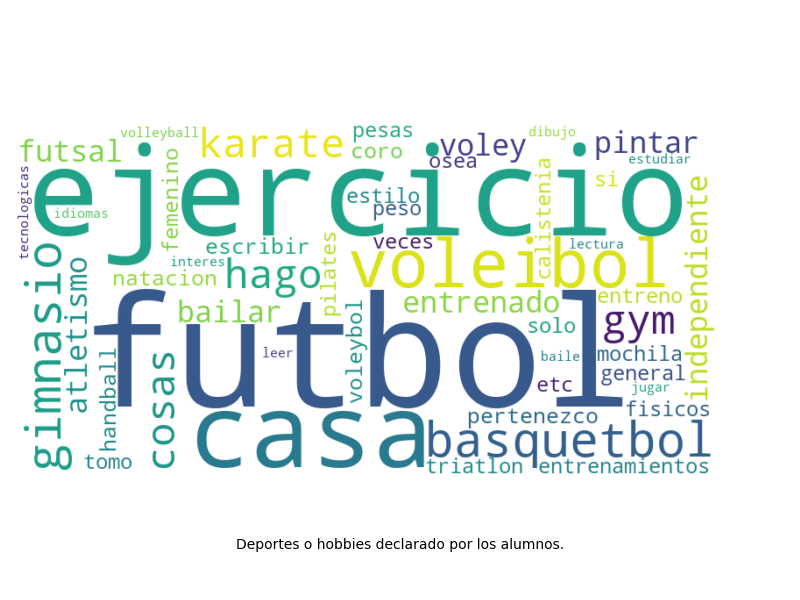 volleyball
karate
pesas
dibujo
futsal
coro
voley
pintar
osea
estudiar
ejercicio
tecnologicas
femenino
estilo
peso
calistenia
si
idiomas
escribir
veces
lectura
independiente
interes
pilates
voleibol
natacion
hago
gimnasio
atletismo
bailar
entrenado
entreno
futbol
solo
gym
voleybol
leer
baile
mochila
handball
cosas
etc
general
jugar
casa
pertenezco
fisicos
basquetbol
tomo
triatlon
entrenamientos
Deportes o hobbies declarado por los alumnos.